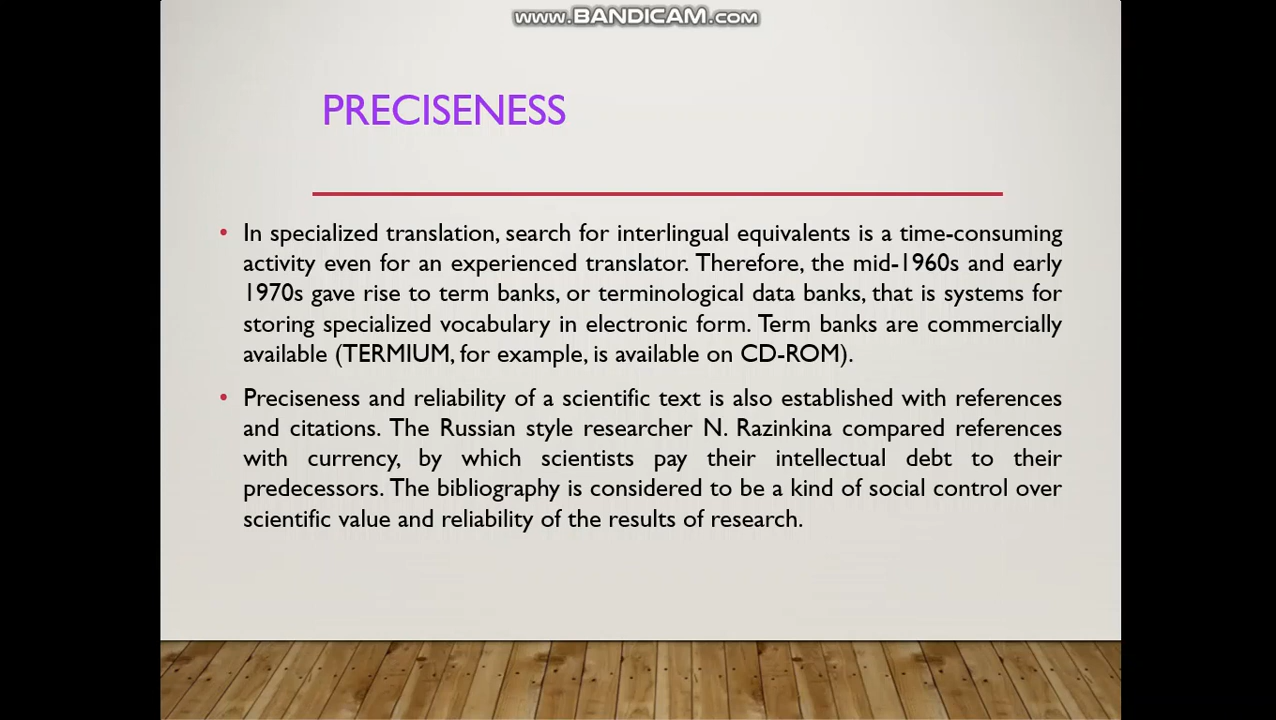 www.BANDICAM.com
PRECISENESS
• In specialized translation, search for interlingual equivalents is a time-consuming
activity even for an experienced translator. Therefore, the mid-1960s and early
1970s gave rise to term banks, or terminological data banks, that is systems for
storing specialized vocabulary in electronic form. Term banks are commercially
available (TERMIUM, for example, is available on CD-ROM).
• Preciseness and reliability of a scientific text is also established with references
and citations. The Russian style researcher N. Razinkina compared references
with currency, by which scientists pay their intellectual debt to their
predecessors. The bibliography is considered to be a kind of social control over
scientific value and reliability of the results of research.